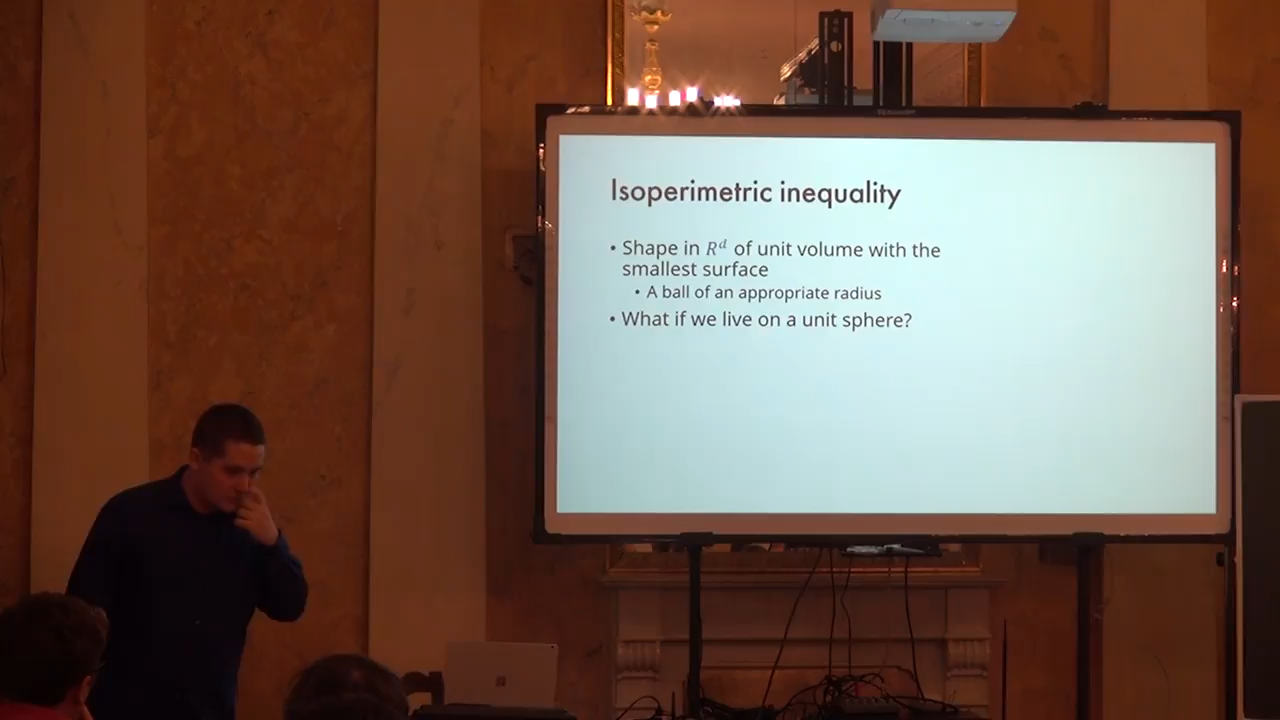 Isoperimetric inequality
• Shape in R^d of unit volume with the
smallest surface
• A ball of an appropriate radius
• What if we live on a unit sphere?